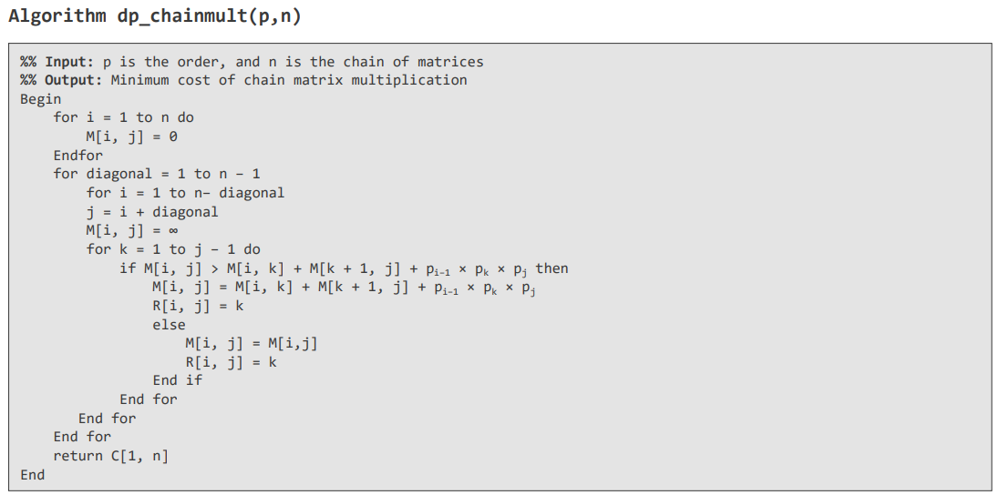 Algorithm dp_chainmult(p,n)
%% Input: p is the order, and n is the chain of matrices
%% Output: Minimum cost of chain matrix multiplication
Begin
for i = 1 to n do
M[i, j] = 0
Endfor
for diagonal = 1 to n – 1
for i = 1 to n– diagonal
j = i + diagonal
M[i, j] = ∞
for k = 1 to j – 1 do
if M[i, j] > M[i, k] + M[k + 1, j] + pᵢ₋₁ × pₖ × pⱼ then
M[i, j] = M[i, k] + M[k + 1, j] + pᵢ₋₁ × pₖ × pⱼ
R[i, j] = k
else
M[i, j] = M[i,j]
R[i, j] = k
End if
End for
End for
End for
return C[1, n]
End